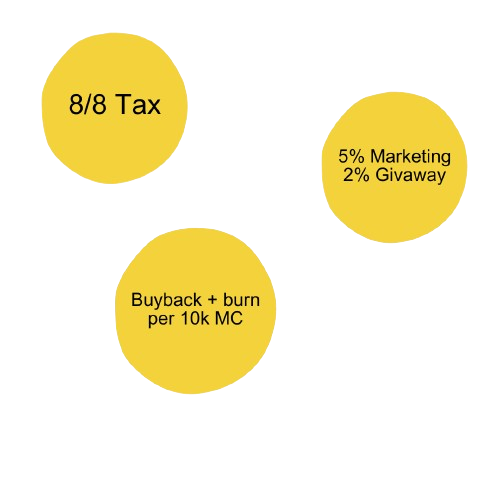 8/8 Tax
5% Marketing
2% Givaway
Buyback + burn
per 10k MC